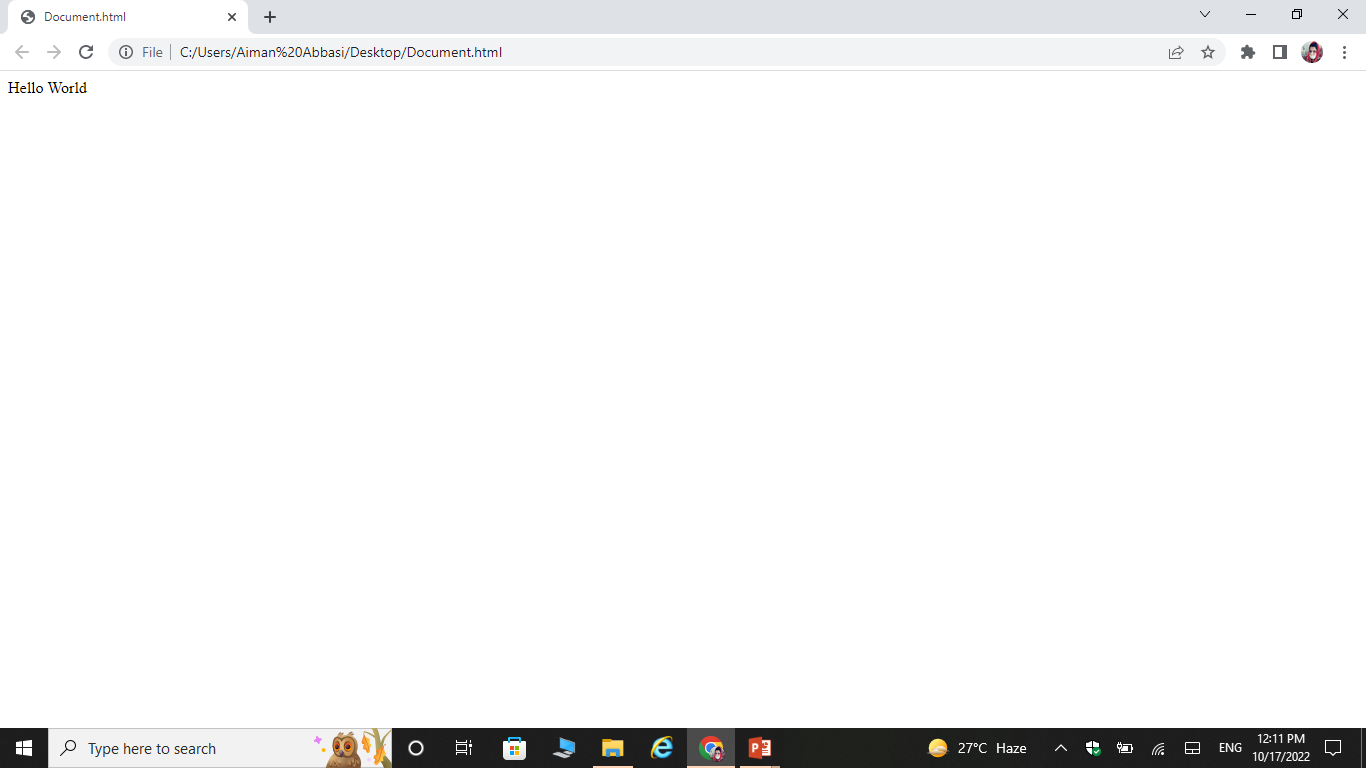 Document.html
File
C:/Users/Aiman%20Abbasi/Desktop/Document.html
Hello World
Type here to search
27°C Haze
ENG
12:11 PM
10/17/2022